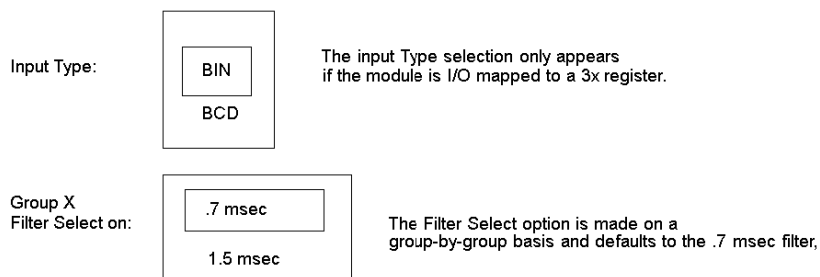 Input Type:
BIN
BCD
The input Type selection only appears
if the module is I/O mapped to a 3x register.
Group X
Filter Select on:
.7 msec
1.5 msec
The Filter Select option is made on a
group-by-group basis and defaults to the .7 msec filter,